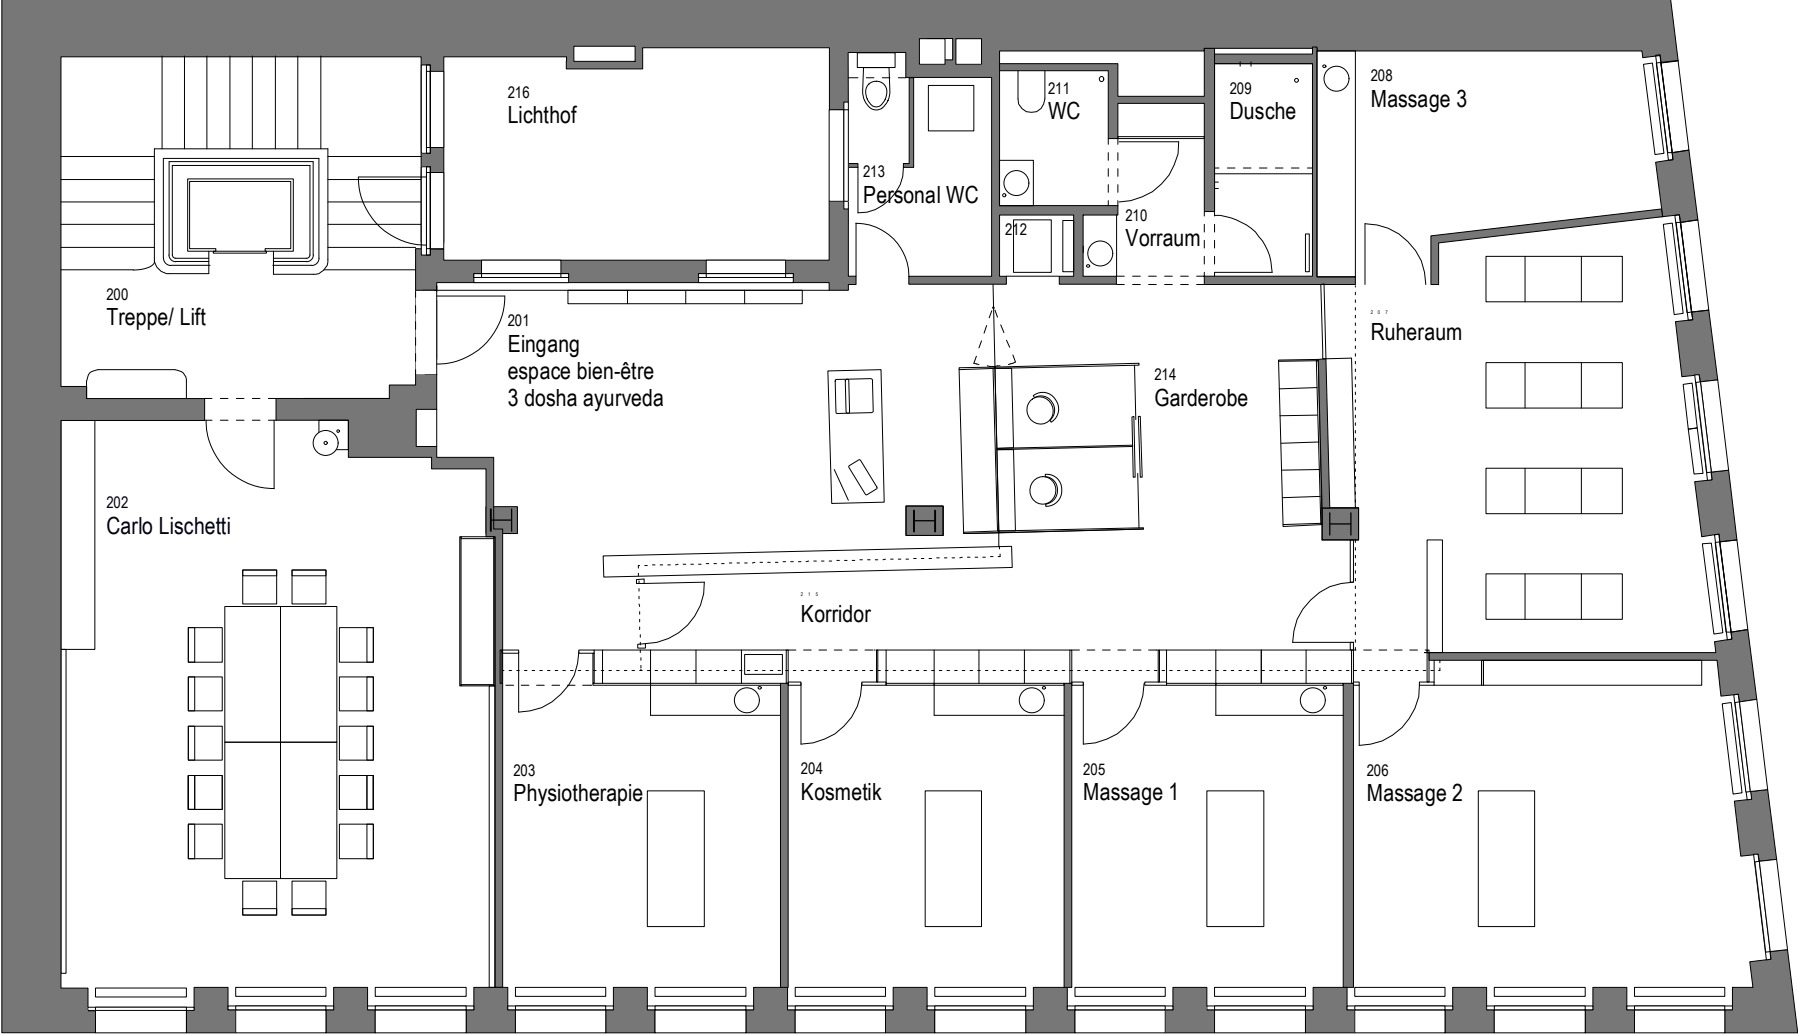 216
Lichthof
213
Personal WC
211
WC
209
Dusche
208
Massage 3
212
210
Vorraum
200
Treppe/ Lift
201
Eingang
espace bien-être
3 dosha ayurveda
214
Garderobe
207
Ruheraum
202
Carlo Lischetti
Korridor
203
Physiotherapie
204
Kosmetik
205
Massage 1
206
Massage 2